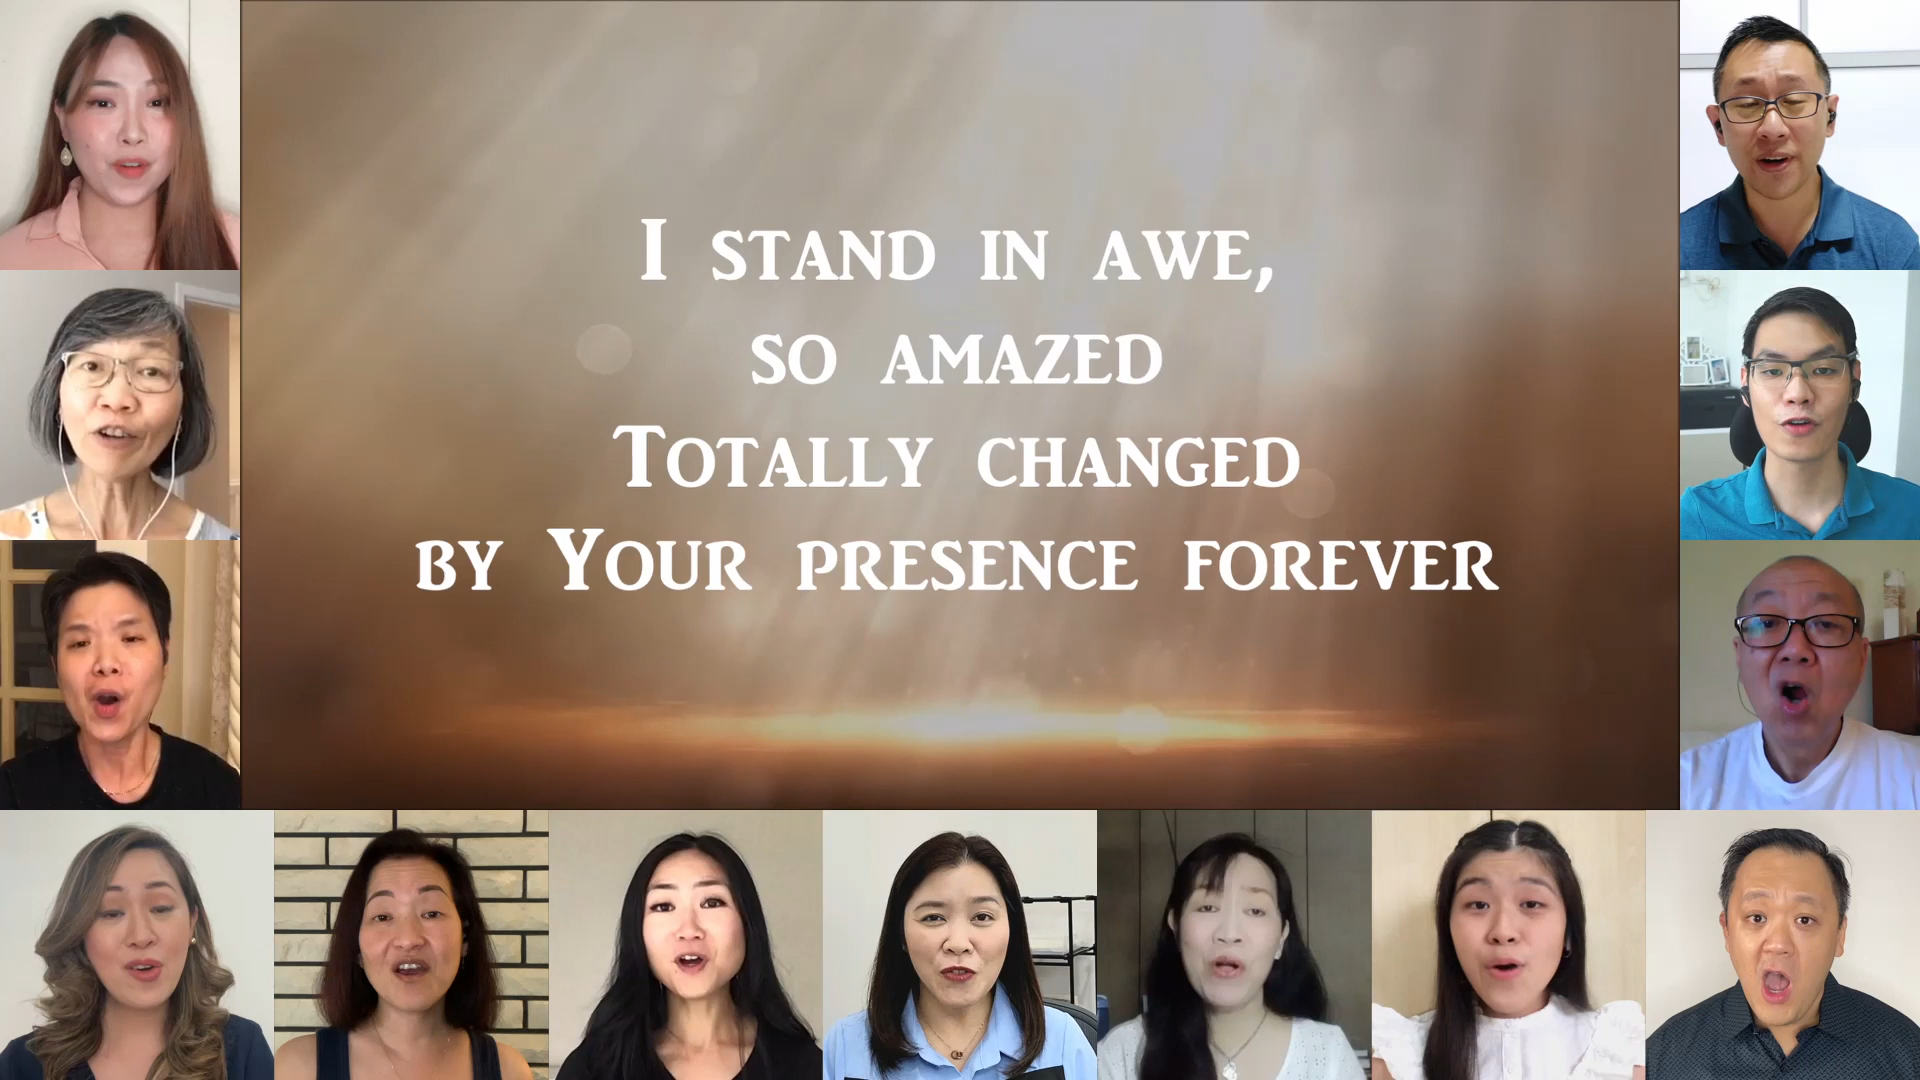 I STAND IN AWE,
SO AMAZED
TOTALLY CHANGED
BY YOUR PRESENCE FOREVER